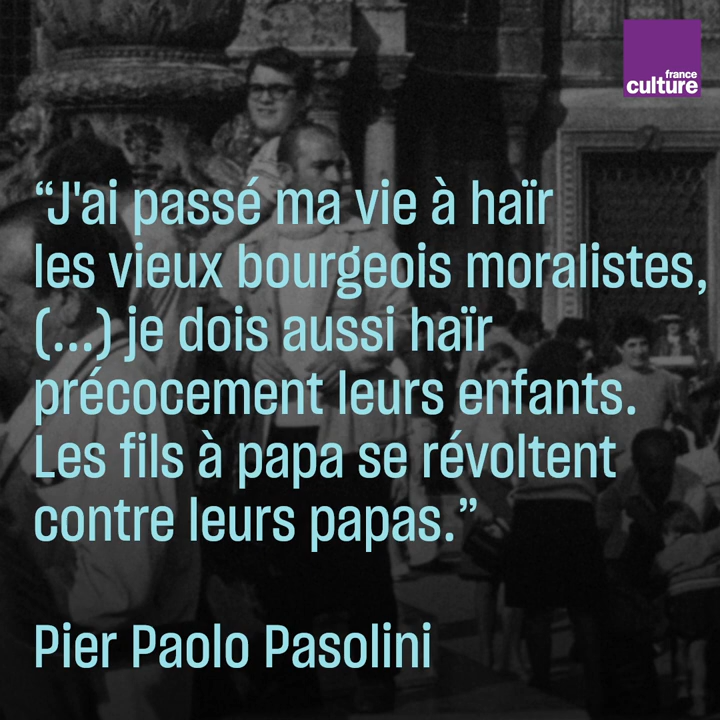 france
culture
“J'ai passé ma vie à haïr
les vieux bourgeois moralistes,
(...) je dois aussi haïr
précocement leurs enfants.
Les fils à papa se révoltent
contre leurs papas.”
Pier Paolo Pasolini